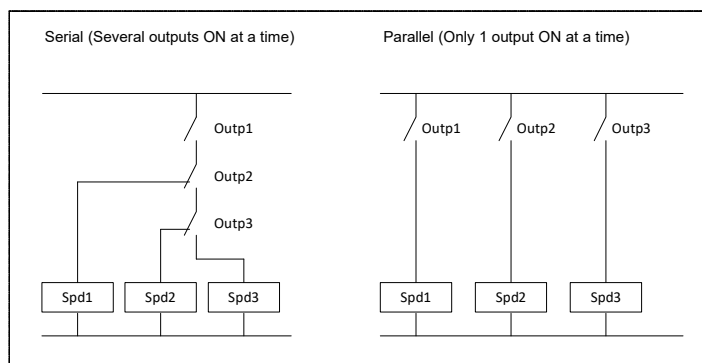 Serial (Several outputs ON at a time)
Outp1
Outp2
Outp3
Spd1 Spd2 Spd3
Parallel (Only 1 output ON at a time)
Outp1 Outp2 Outp3
Spd1 Spd2 Spd3